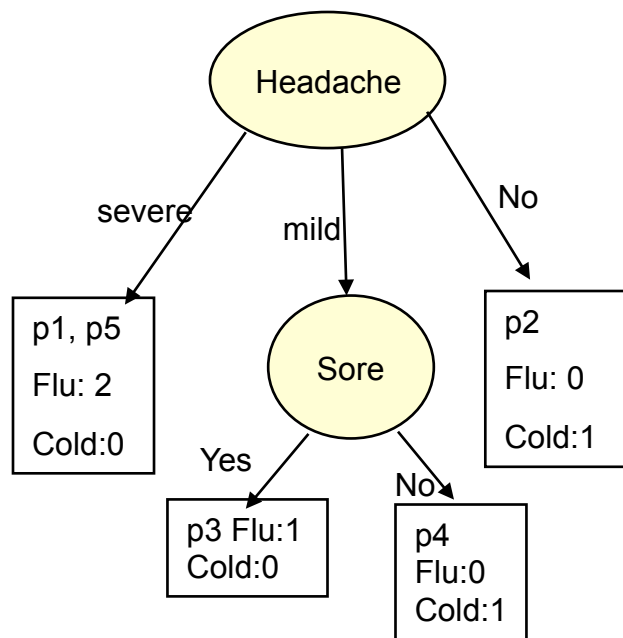 Headache
severe
mild
No
p1, p5
Flu: 2
Cold:0
Sore
p2
Flu: 0
Cold:1
Yes
No
p3 Flu:1
Cold:0
p4
Flu:0
Cold:1